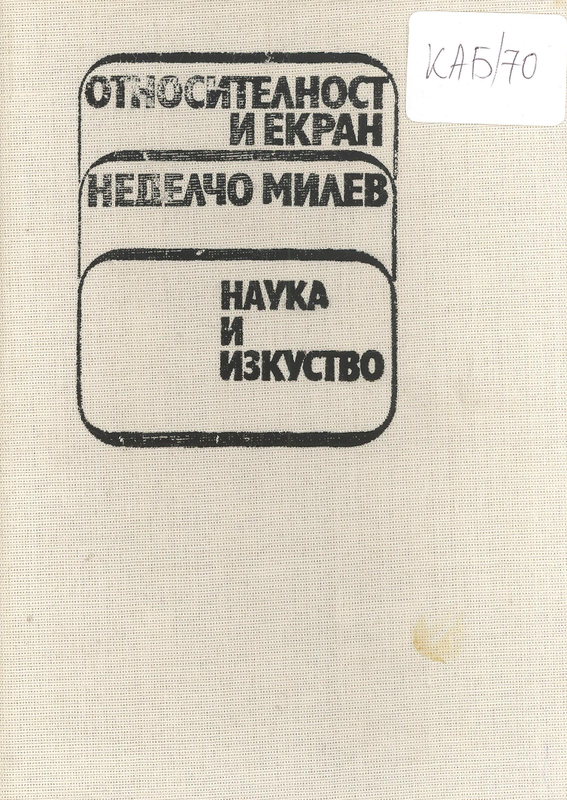 КАБ/70
ОТНОСИТЕЛНОСТ
И ЕКРАН
НЕДЕЛЧО МИЛЕВ
НАУКА
И
ИЗКУСТВО